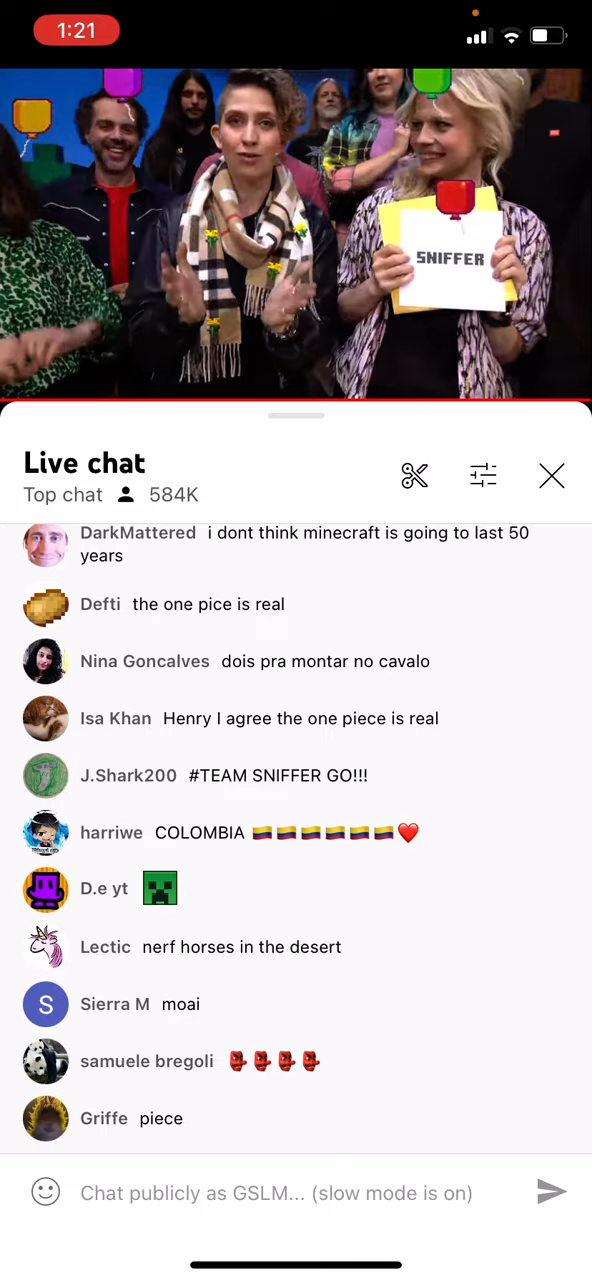 1:21
SNIFFER
Live chat
Top chat 584K
DarkMattered i dont think minecraft is going to last 50
years
Defti the one pice is real
Nina Goncalves dois pra montar no cavalo
Isa Khan Henry I agree the one piece is real
J.Shark200 #TEAM SNIFFER GO!!!
harriwe COLOMBIA 🇨🇴🇨🇴🇨🇴🇨🇴🇨🇴🇨🇴❤️
D.e yt
Lectic nerf horses in the desert
S
Sierra M moai
samuele bregoli 👺👺👺👺
Griffe piece
Chat publicly as GSLM... (slow mode is on)